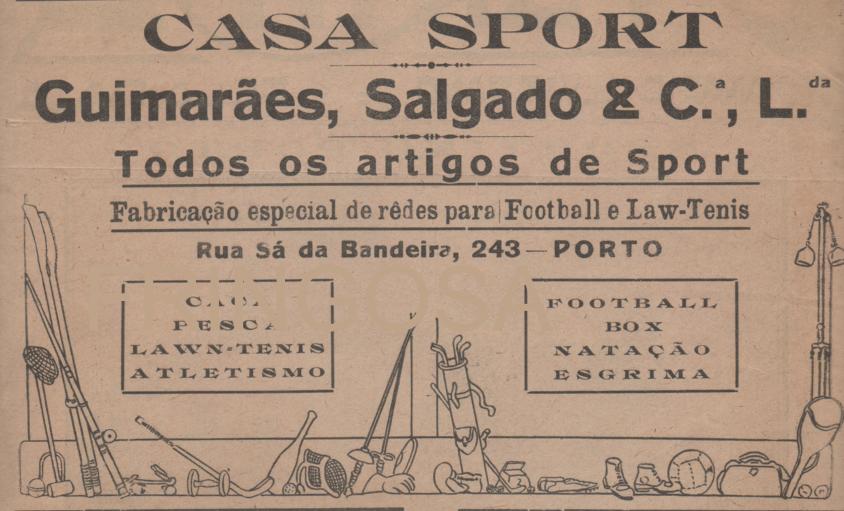 CASA SPORT
Guimarães, Salgado & C.ª, L.da
Todos os artigos de Sport
Fabricação especial de rêdes para Football e Law-Tenis
Rua Sá da Bandeira, 243 — PORTO
PESCA
LAWN-TENIS
ATLETISMO
FOOTBALL
BOX
NATAÇÃO
ESGRIMA